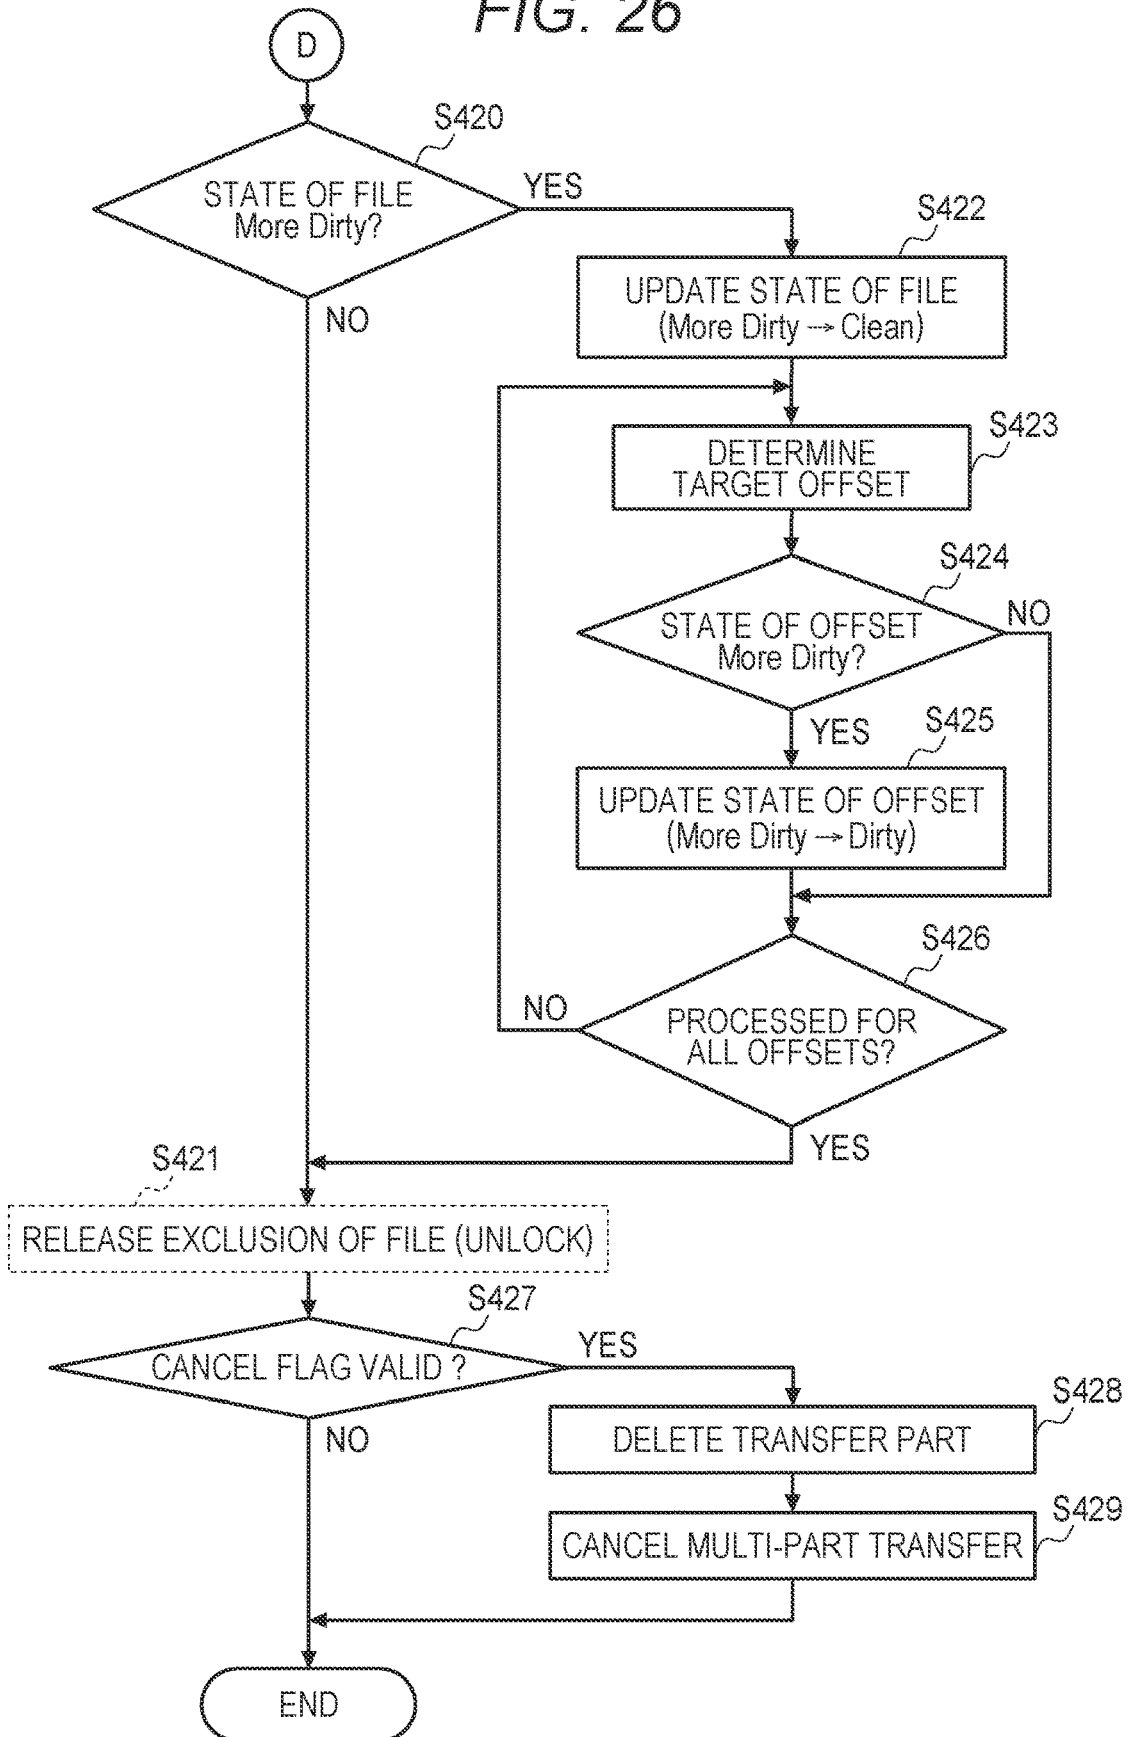 FIG. 26
D
S420
STATE OF FILE
More Dirty?
YES
NO
S422
UPDATE STATE OF FILE
(More Dirty → Clean)
S423
DETERMINE
TARGET OFFSET
S424
STATE OF OFFSET
More Dirty?
NO
YES
S425
UPDATE STATE OF OFFSET
(More Dirty → Dirty)
S426
PROCESSED FOR
ALL OFFSETS?
NO
YES
S421
RELEASE EXCLUSION OF FILE (UNLOCK)
S427
CANCEL FLAG VALID ?
YES
NO
S428
DELETE TRANSFER PART
S429
CANCEL MULTI-PART TRANSFER
END